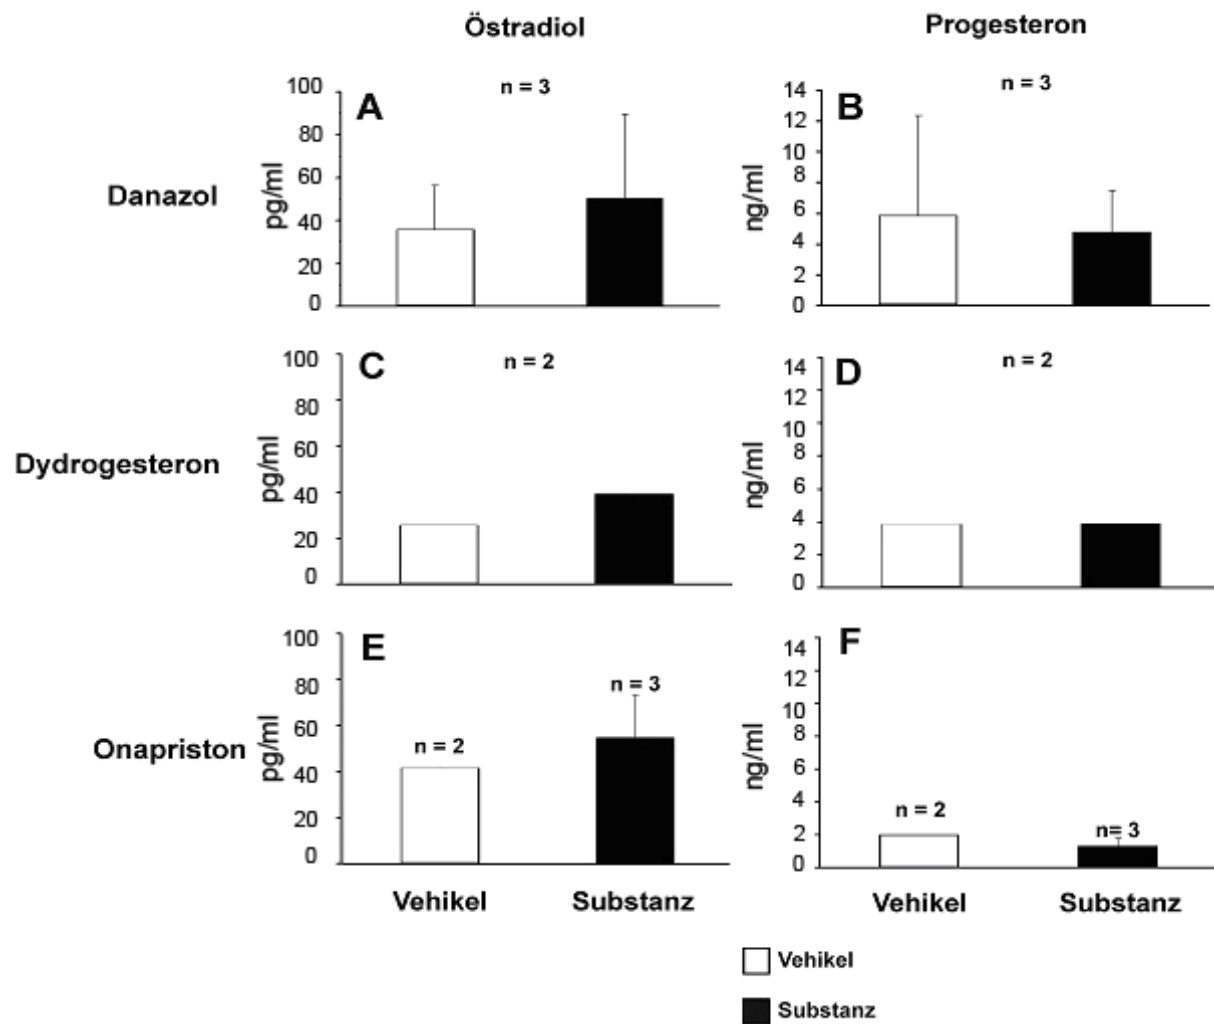 Östradiol
Progesteron
Danazol
A
n = 3
pg/ml
100
80
60
40
20
0
B
n = 3
ng/ml
14
12
10
8
6
4
2
0
Dydrogesteron
C
n = 2
pg/ml
100
80
60
40
20
0
D
n = 2
ng/ml
14
12
10
8
6
4
2
0
Onapriston
E
n = 2
n = 3
pg/ml
100
80
60
40
20
0
Vehikel
Substanz
F
n = 2
n= 3
ng/ml
14
12
10
8
6
4
2
0
Vehikel
Substanz
Vehikel
Substanz